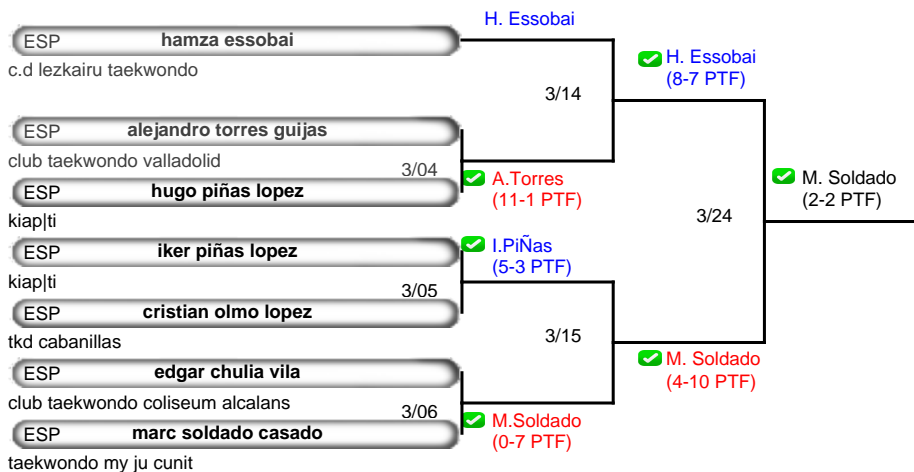 H. Essobai
ESP hamza essobai
c.d lezkairu taekwondo
H. Essobai
(8-7 PTF)
3/14
ESP alejandro torres guijas
club taekwondo valladolid
3/04
A.Torres
(11-1 PTF)
ESP hugo piñas lopez
kiap|ti
M. Soldado
(2-2 PTF)
3/24
ESP iker piñas lopez
kiap|ti
I.PiÑas
(5-3 PTF)
3/05
ESP cristian olmo lopez
tkd cabanillas
3/15
M. Soldado
(4-10 PTF)
ESP edgar chulia vila
club taekwondo coliseum alcalans
3/06
M.Soldado
(0-7 PTF)
ESP marc soldado casado
taekwondo my ju cunit